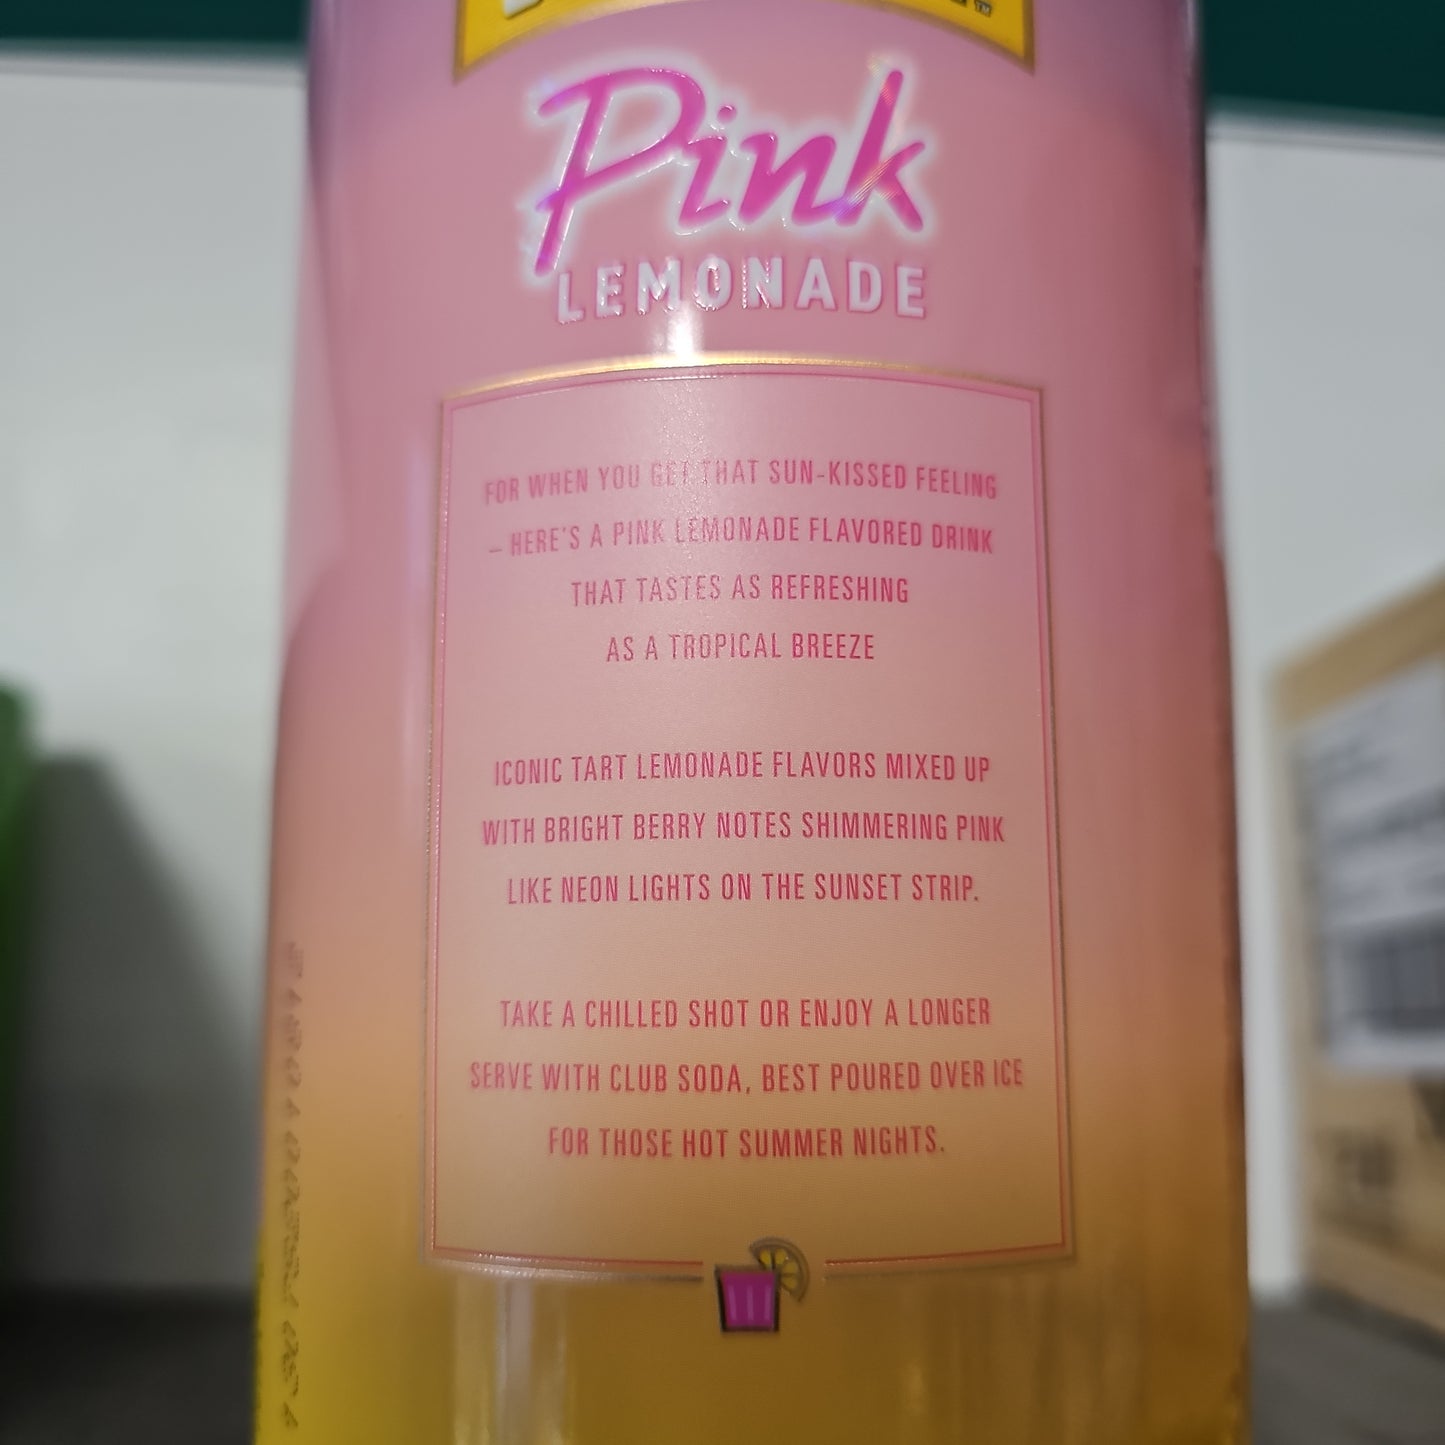 Pink
LEMONADE
FOR WHEN YOU GET THAT SUN-KISSED FEELING
– HERE'S A PINK LEMONADE FLAVORED DRINK
THAT TASTES AS REFRESHING
AS A TROPICAL BREEZE
ICONIC TART LEMONADE FLAVORS MIXED UP
WITH BRIGHT BERRY NOTES SHIMMERING PINK
LIKE NEON LIGHTS ON THE SUNSET STRIP.
TAKE A CHILLED SHOT OR ENJOY A LONGER
SERVE WITH CLUB SODA, BEST POURED OVER ICE
FOR THOSE HOT SUMMER NIGHTS.